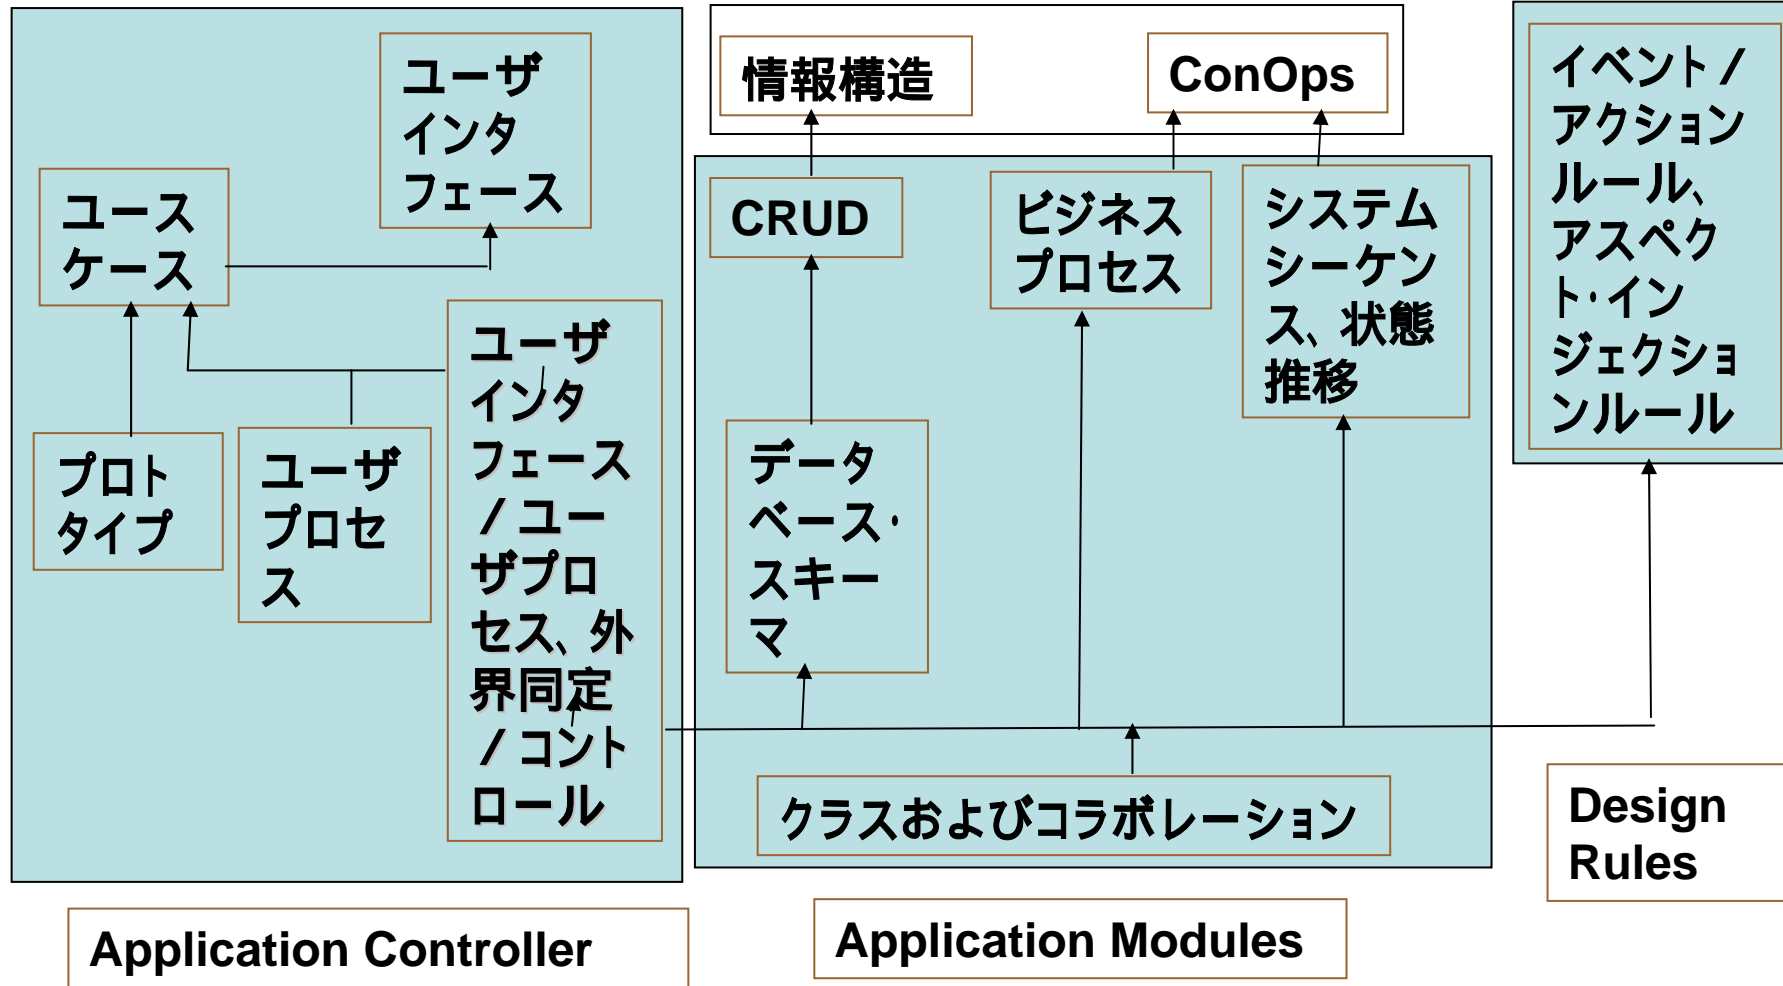 ユーザ
インタ
フェース
ユース
ケース
プロト
タイプ
ユーザ
プロセ
ス
ユーザ
インタ
フェース
/ユー
ザプロ
セス、外
界同定
/コント
ロール
Application Controller
情報構造
ConOps
CRUD
ビジネス
プロセス
システム
シーケン
ス、状態
推移
データ
ベース・
スキー
マ
クラスおよびコラボレーション
Application Modules
イベント/
アクション
ルール、
アスペク
ト・イン
ジェクショ
ンルール
Design
Rules